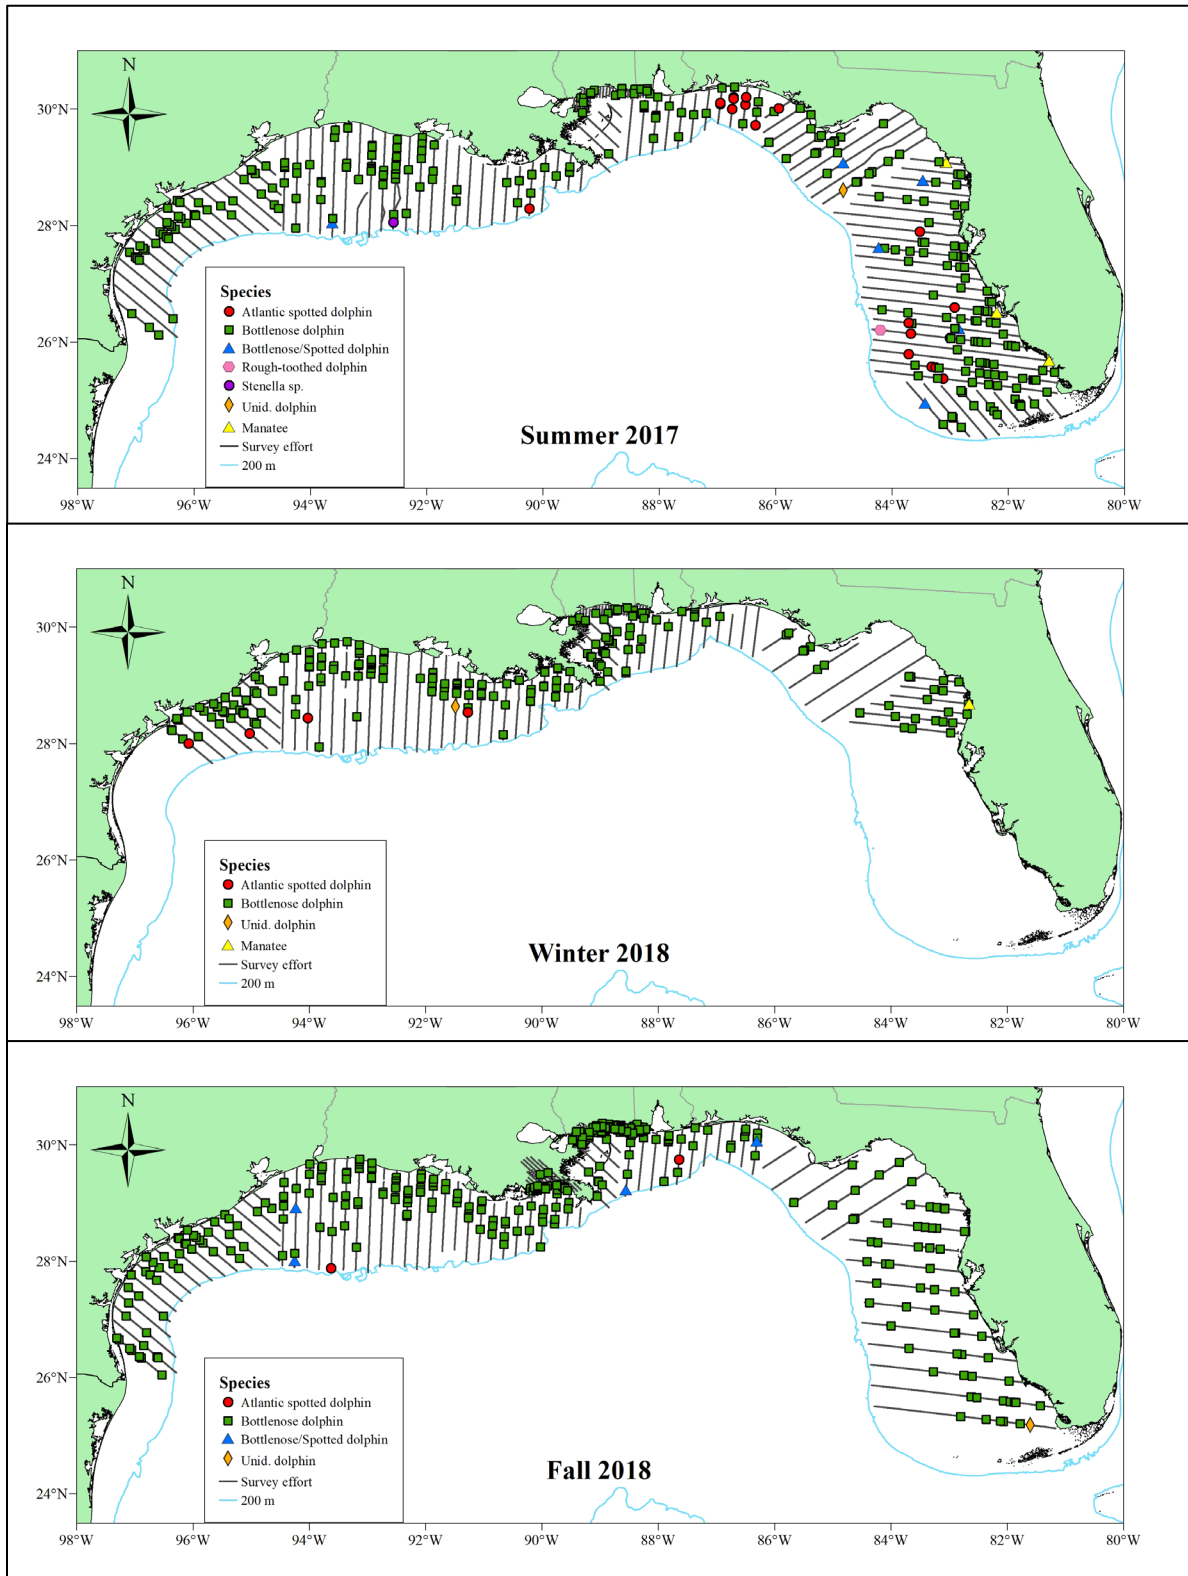 N
30°N
28°N
26°N
24°N
Species
Atlantic spotted dolphin
Bottlenose dolphin
Bottlenose/Spotted dolphin
Rough-toothed dolphin
Stenella sp.
Unid. dolphin
Manatee
Survey effort
200 m
Summer 2017
98°W 96°W 94°W 92°W 90°W 88°W 86°W 84°W 82°W 80°W
N
30°N
28°N
26°N
24°N
Species
Atlantic spotted dolphin
Bottlenose dolphin
Unid. dolphin
Manatee
Survey effort
200 m
Winter 2018
98°W 96°W 94°W 92°W 90°W 88°W 86°W 84°W 82°W 80°W
N
30°N
28°N
26°N
24°N
Species
Atlantic spotted dolphin
Bottlenose dolphin
Bottlenose/Spotted dolphin
Unid. dolphin
Survey effort
200 m
Fall 2018
98°W 96°W 94°W 92°W 90°W 88°W 86°W 84°W 82°W 80°W